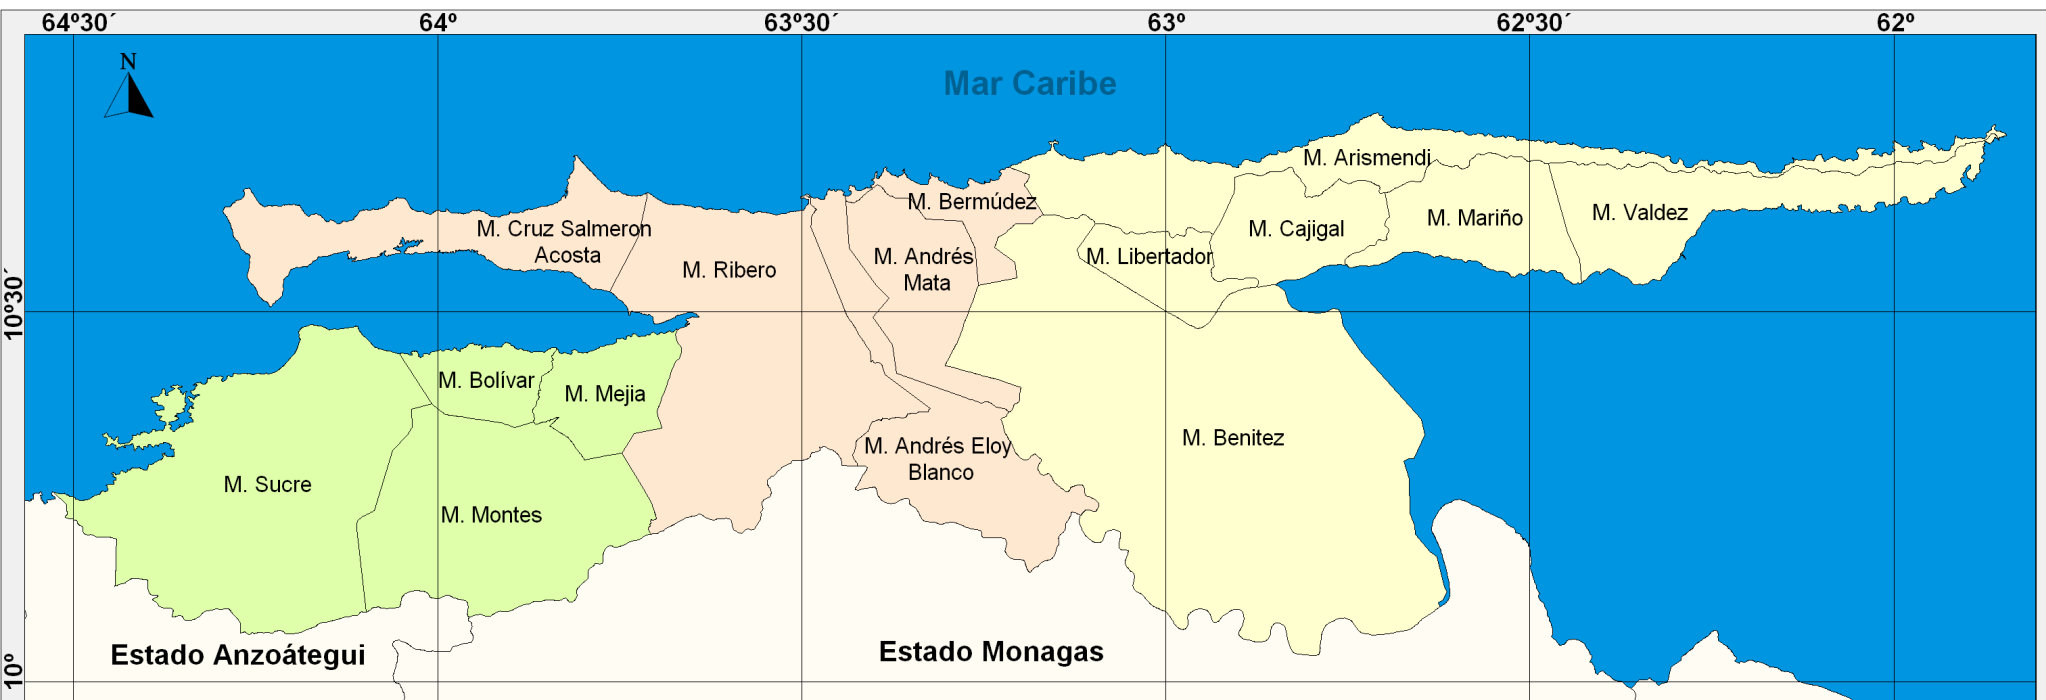 64º30´
64º
63º30´
63º
62º30´
62º
N
Mar Caribe
M. Arismendi
M. Bermúdez
M. Cruz Salmeron
Acosta
M. Ribero
M. Andrés
Mata
M. Libertador
M. Cajigal
M. Mariño
M. Valdez
10º30´
M. Bolívar
M. Mejia
M. Sucre
M. Montes
M. Andrés Eloy
Blanco
M. Benitez
Estado Anzoátegui
Estado Monagas
10º